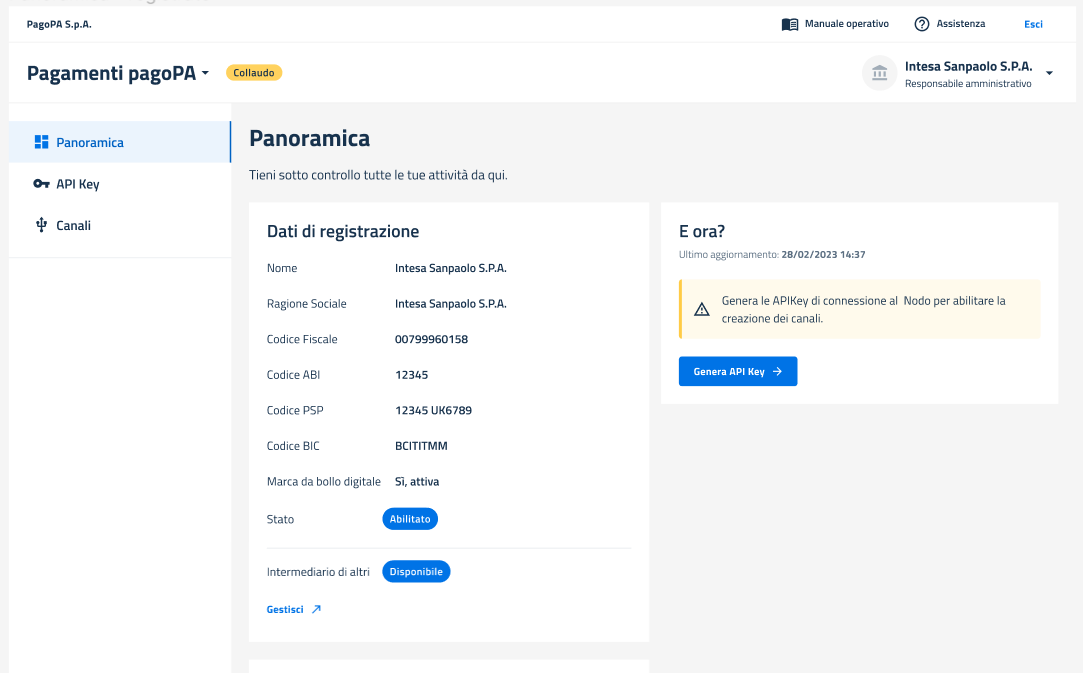 PagoPA S.p.A.
Manuale operativo
Assistenza
Esci
Pagamenti pagoPA
Collaudo
Intesa Sanpaolo S.P.A.
Responsabile amministrativo
Panoramica
API Key
Canali
Panoramica
Tieni sotto controllo tutte le tue attività da qui.
Dati di registrazione
Nome Intesa Sanpaolo S.P.A.
Ragione Sociale Intesa Sanpaolo S.P.A.
Codice Fiscale 00799960158
Codice ABI 12345
Codice PSP 12345 UK6789
Codice BIC BCITITMM
Marca da bollo digitale Sì, attiva
Stato Abilitato
Intermediario di altri Disponibile
Gestisci
E ora?
Ultimo aggiornamento: 28/02/2023 14:37
Genera le APIKey di connessione al Nodo per abilitare la
creazione dei canali.
Genera API Key